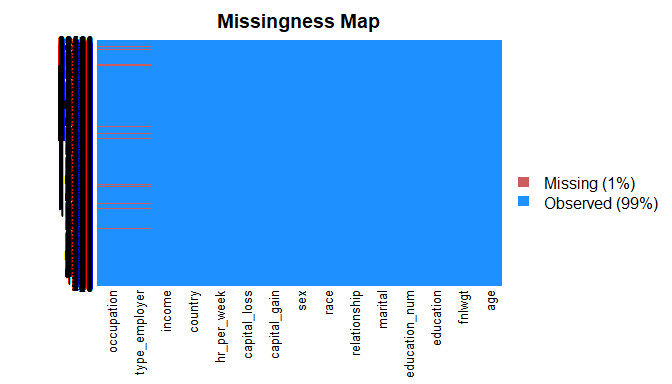 Missingness Map
Missing (1%)
Observed (99%)
occupation
type_employer
income
country
hr_per_week
capital_loss
capital_gain
sex
race
relationship
marital
education_num
education
fnlwgt
age